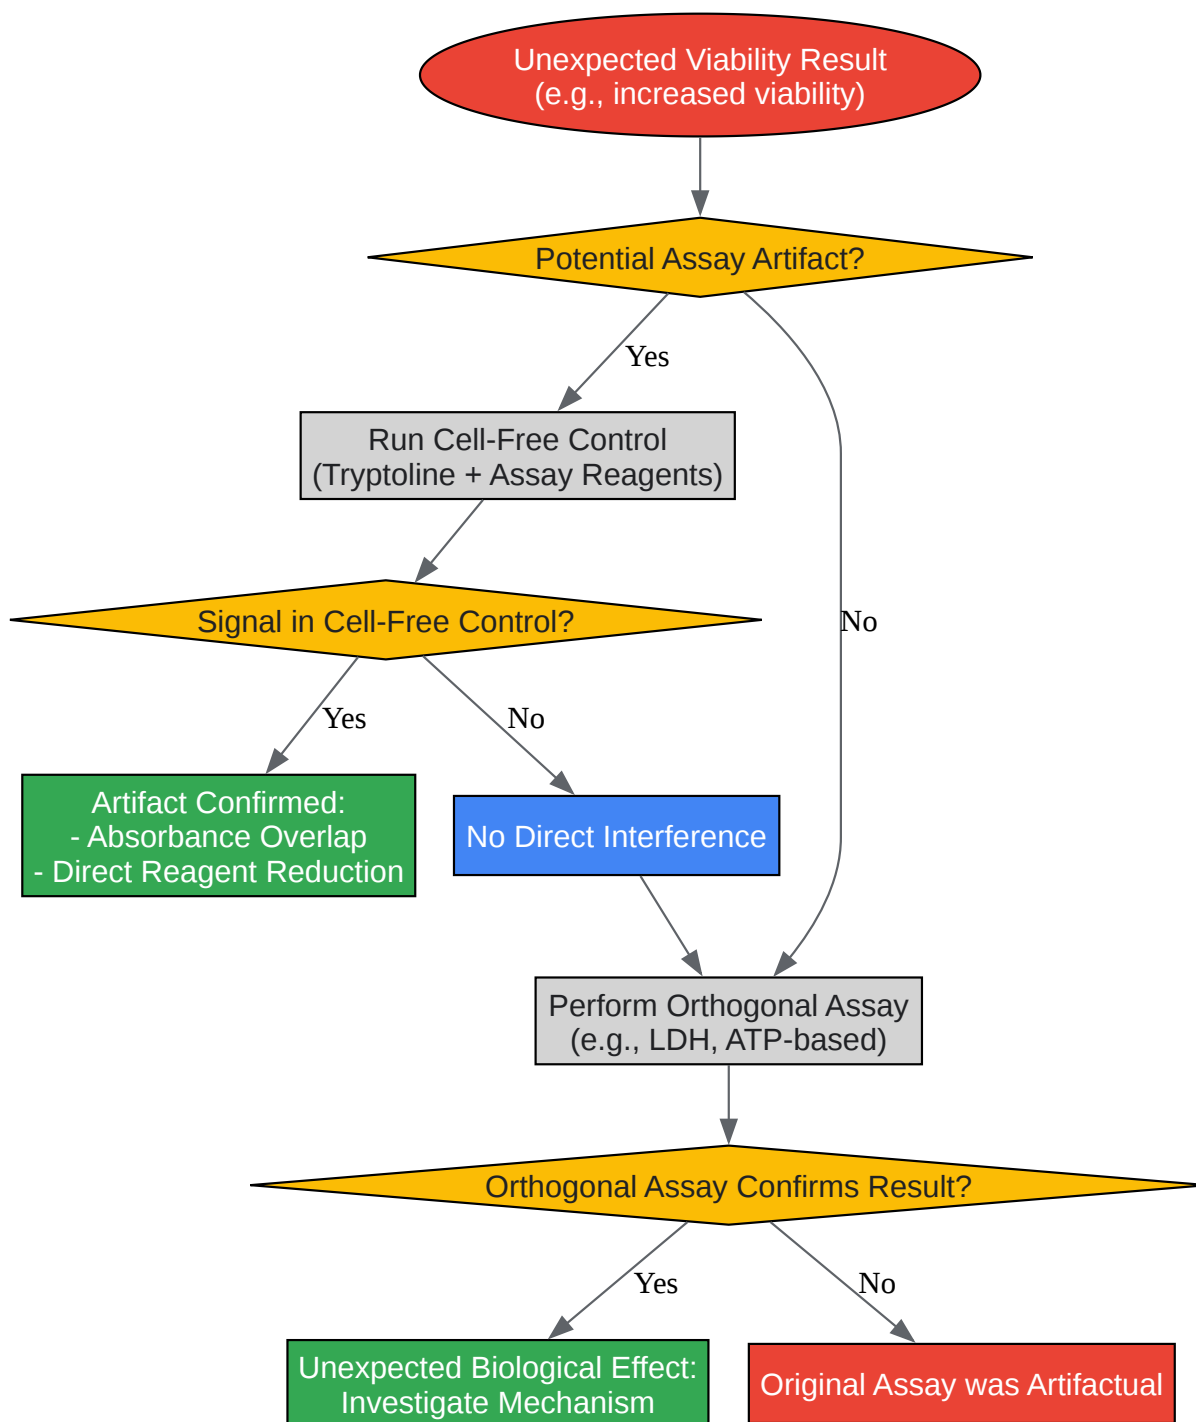 Unexpected Viability Result
(e.g., increased viability)
Potential Assay Artifact?
Yes
Run Cell-Free Control
(Tryptoline + Assay Reagents)
No
Signal in Cell-Free Control?
Yes
No
Artifact Confirmed:
- Absorbance Overlap
- Direct Reagent Reduction
No Direct Interference
Perform Orthogonal Assay
(e.g., LDH, ATP-based)
Orthogonal Assay Confirms Result?
Yes
No
Unexpected Biological Effect:
Investigate Mechanism
Original Assay was Artifactual